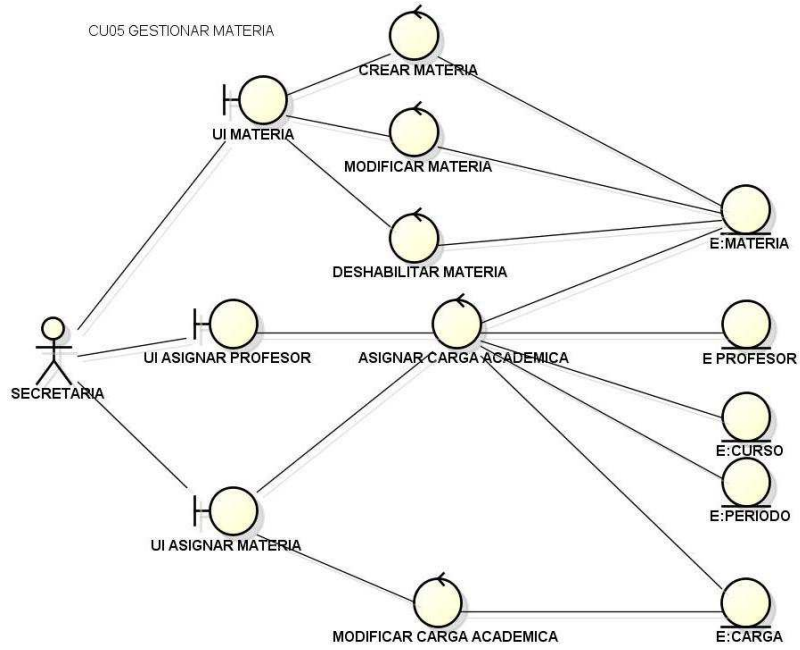 CU05 GESTIONAR MATERIA
CREAR MATERIA
UI MATERIA
MODIFICAR MATERIA
E:MATERIA
DESHABILITAR MATERIA
UI ASIGNAR PROFESOR
ASIGNAR CARGA ACADEMICA
E PROFESOR
SECRETARIA
E:CURSO
E:PERIODO
UI ASIGNAR MATERIA
MODIFICAR CARGA ACADEMICA
E:CARGA